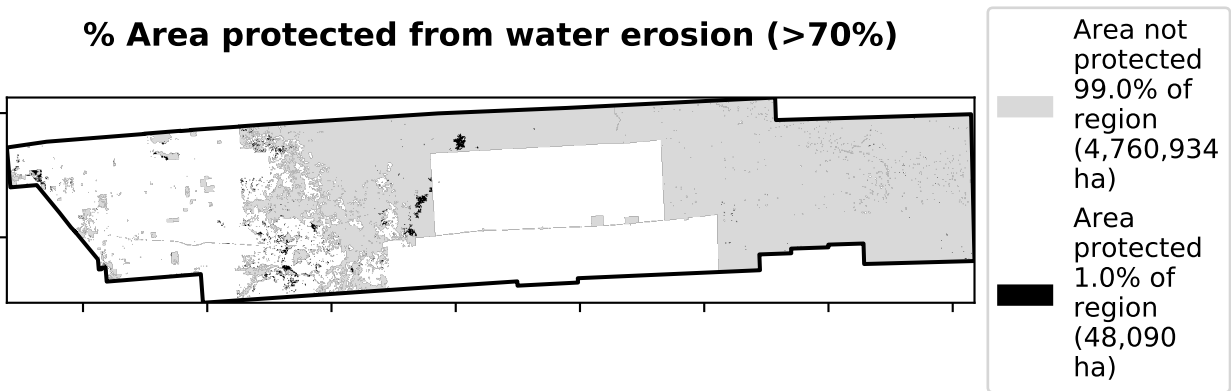 % Area protected from water erosion (>70%)
Area not
protected
99.0% of
region
(4,760,934
ha)
Area
protected
1.0% of
region
(48,090
ha)